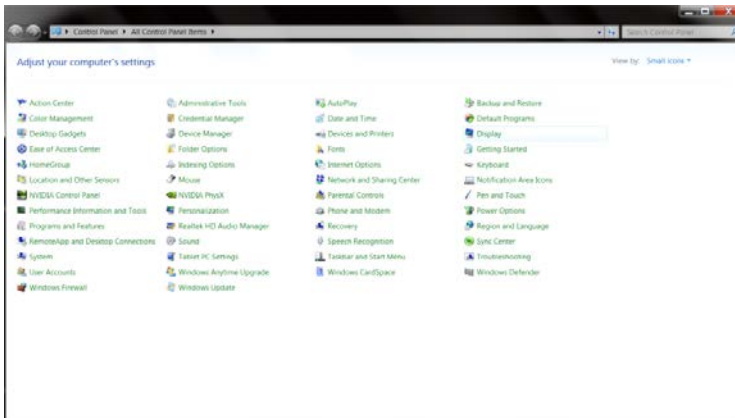 Control Panel ▸ All Control Panel Items ▸ Search Control Panel
Adjust your computer's settings View by: Small icons
Action Center Administrative Tools AutoPlay Backup and Restore
Color Management Credential Manager Date and Time Default Programs
Desktop Gadgets Device Manager Devices and Printers Display
Ease of Access Center Folder Options Fonts Getting Started
HomeGroup Indexing Options Internet Options Keyboard
Location and Other Sensors Mouse Network and Sharing Center Notification Area Icons
NVIDIA Control Panel NVIDIA PhysX Parental Controls Pen and Touch
Performance Information and Tools Personalization Phone and Modem Power Options
Programs and Features Realtek HD Audio Manager Recovery Region and Language
RemoteApp and Desktop Connections Sound Speech Recognition Sync Center
System Tablet PC Settings Taskbar and Start Menu Troubleshooting
User Accounts Windows Anytime Upgrade Windows CardSpace Windows Defender
Windows Firewall Windows Update